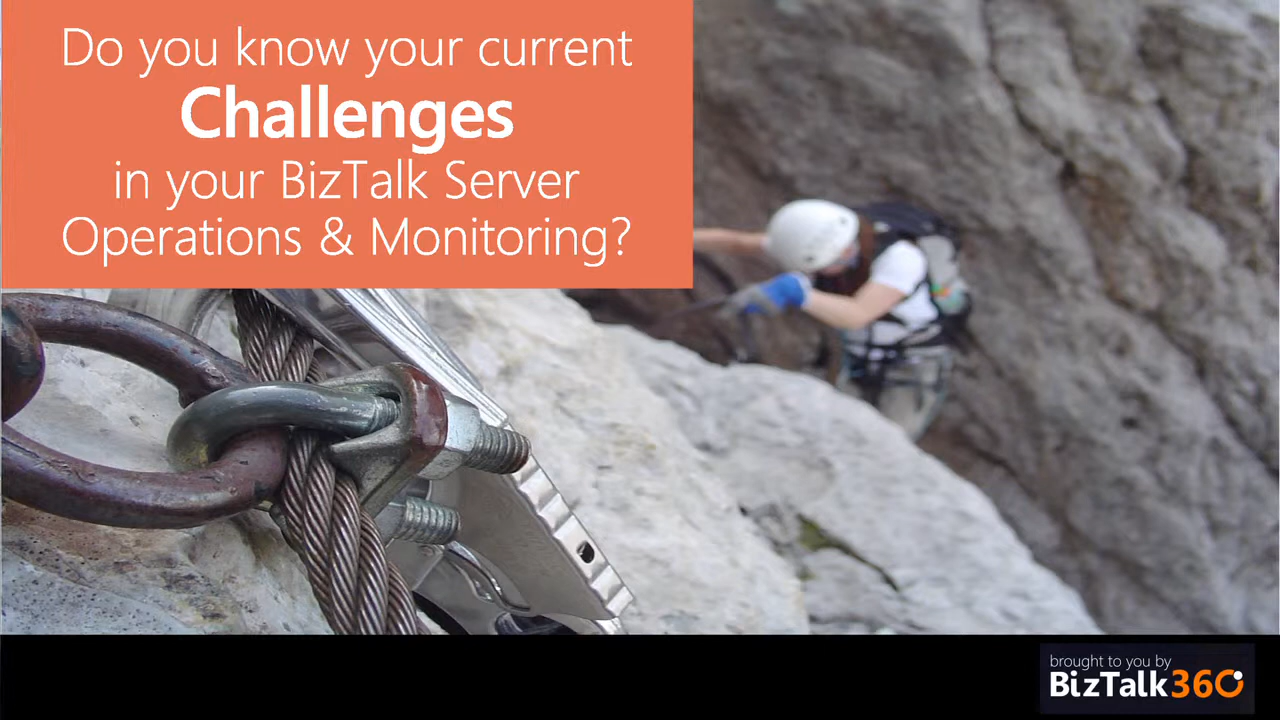 Do you know your current
Challenges
in your BizTalk Server
Operations & Monitoring?
brought to you by
BizTalk360